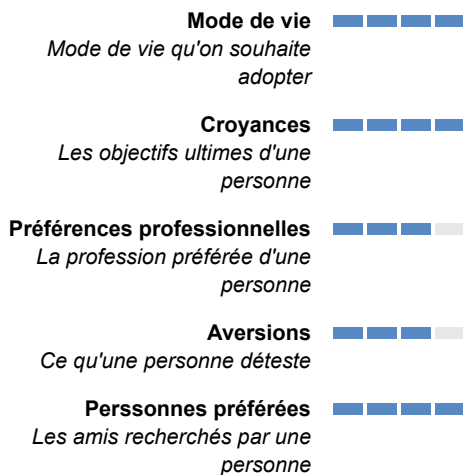 Mode de vie
Mode de vie qu'on souhaite
adopter
Croyances
Les objectifs ultimes d'une
personne
Préférences professionnelles
La profession préférée d'une
personne
Aversions
Ce qu'une personne déteste
Perssonnes préférées
Les amis recherchés par une
personne